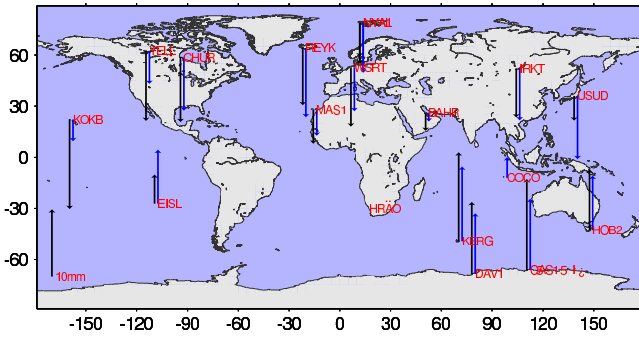 60
30
0
-30
-60
YELL
CHUR
REYK
WSRT
IRKT
USUD
KOKB
MAS1
BAHR
COCO
EISL
HRAO
KERG
HOB2
10mm
DAV1
-150
-120
-90
-60
-30
0
30
60
90
120
150